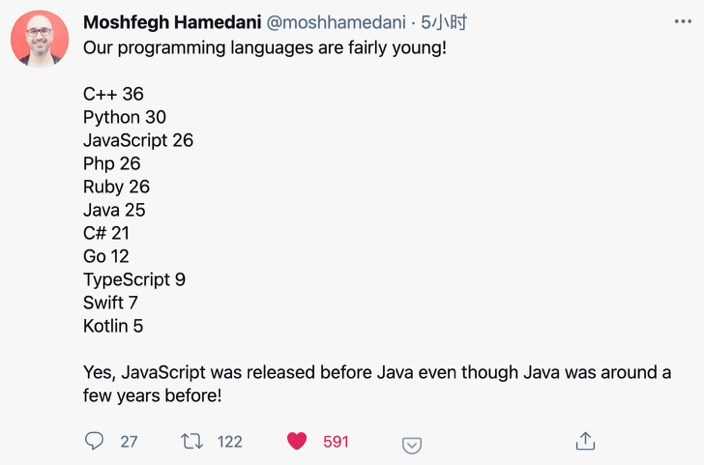 Moshfegh Hamedani @moshhamedani · 5小时
Our programming languages are fairly young!
C++ 36
Python 30
JavaScript 26
Php 26
Ruby 26
Java 25
C# 21
Go 12
TypeScript 9
Swift 7
Kotlin 5
Yes, JavaScript was released before Java even though Java was around a
few years before!
27 122 591